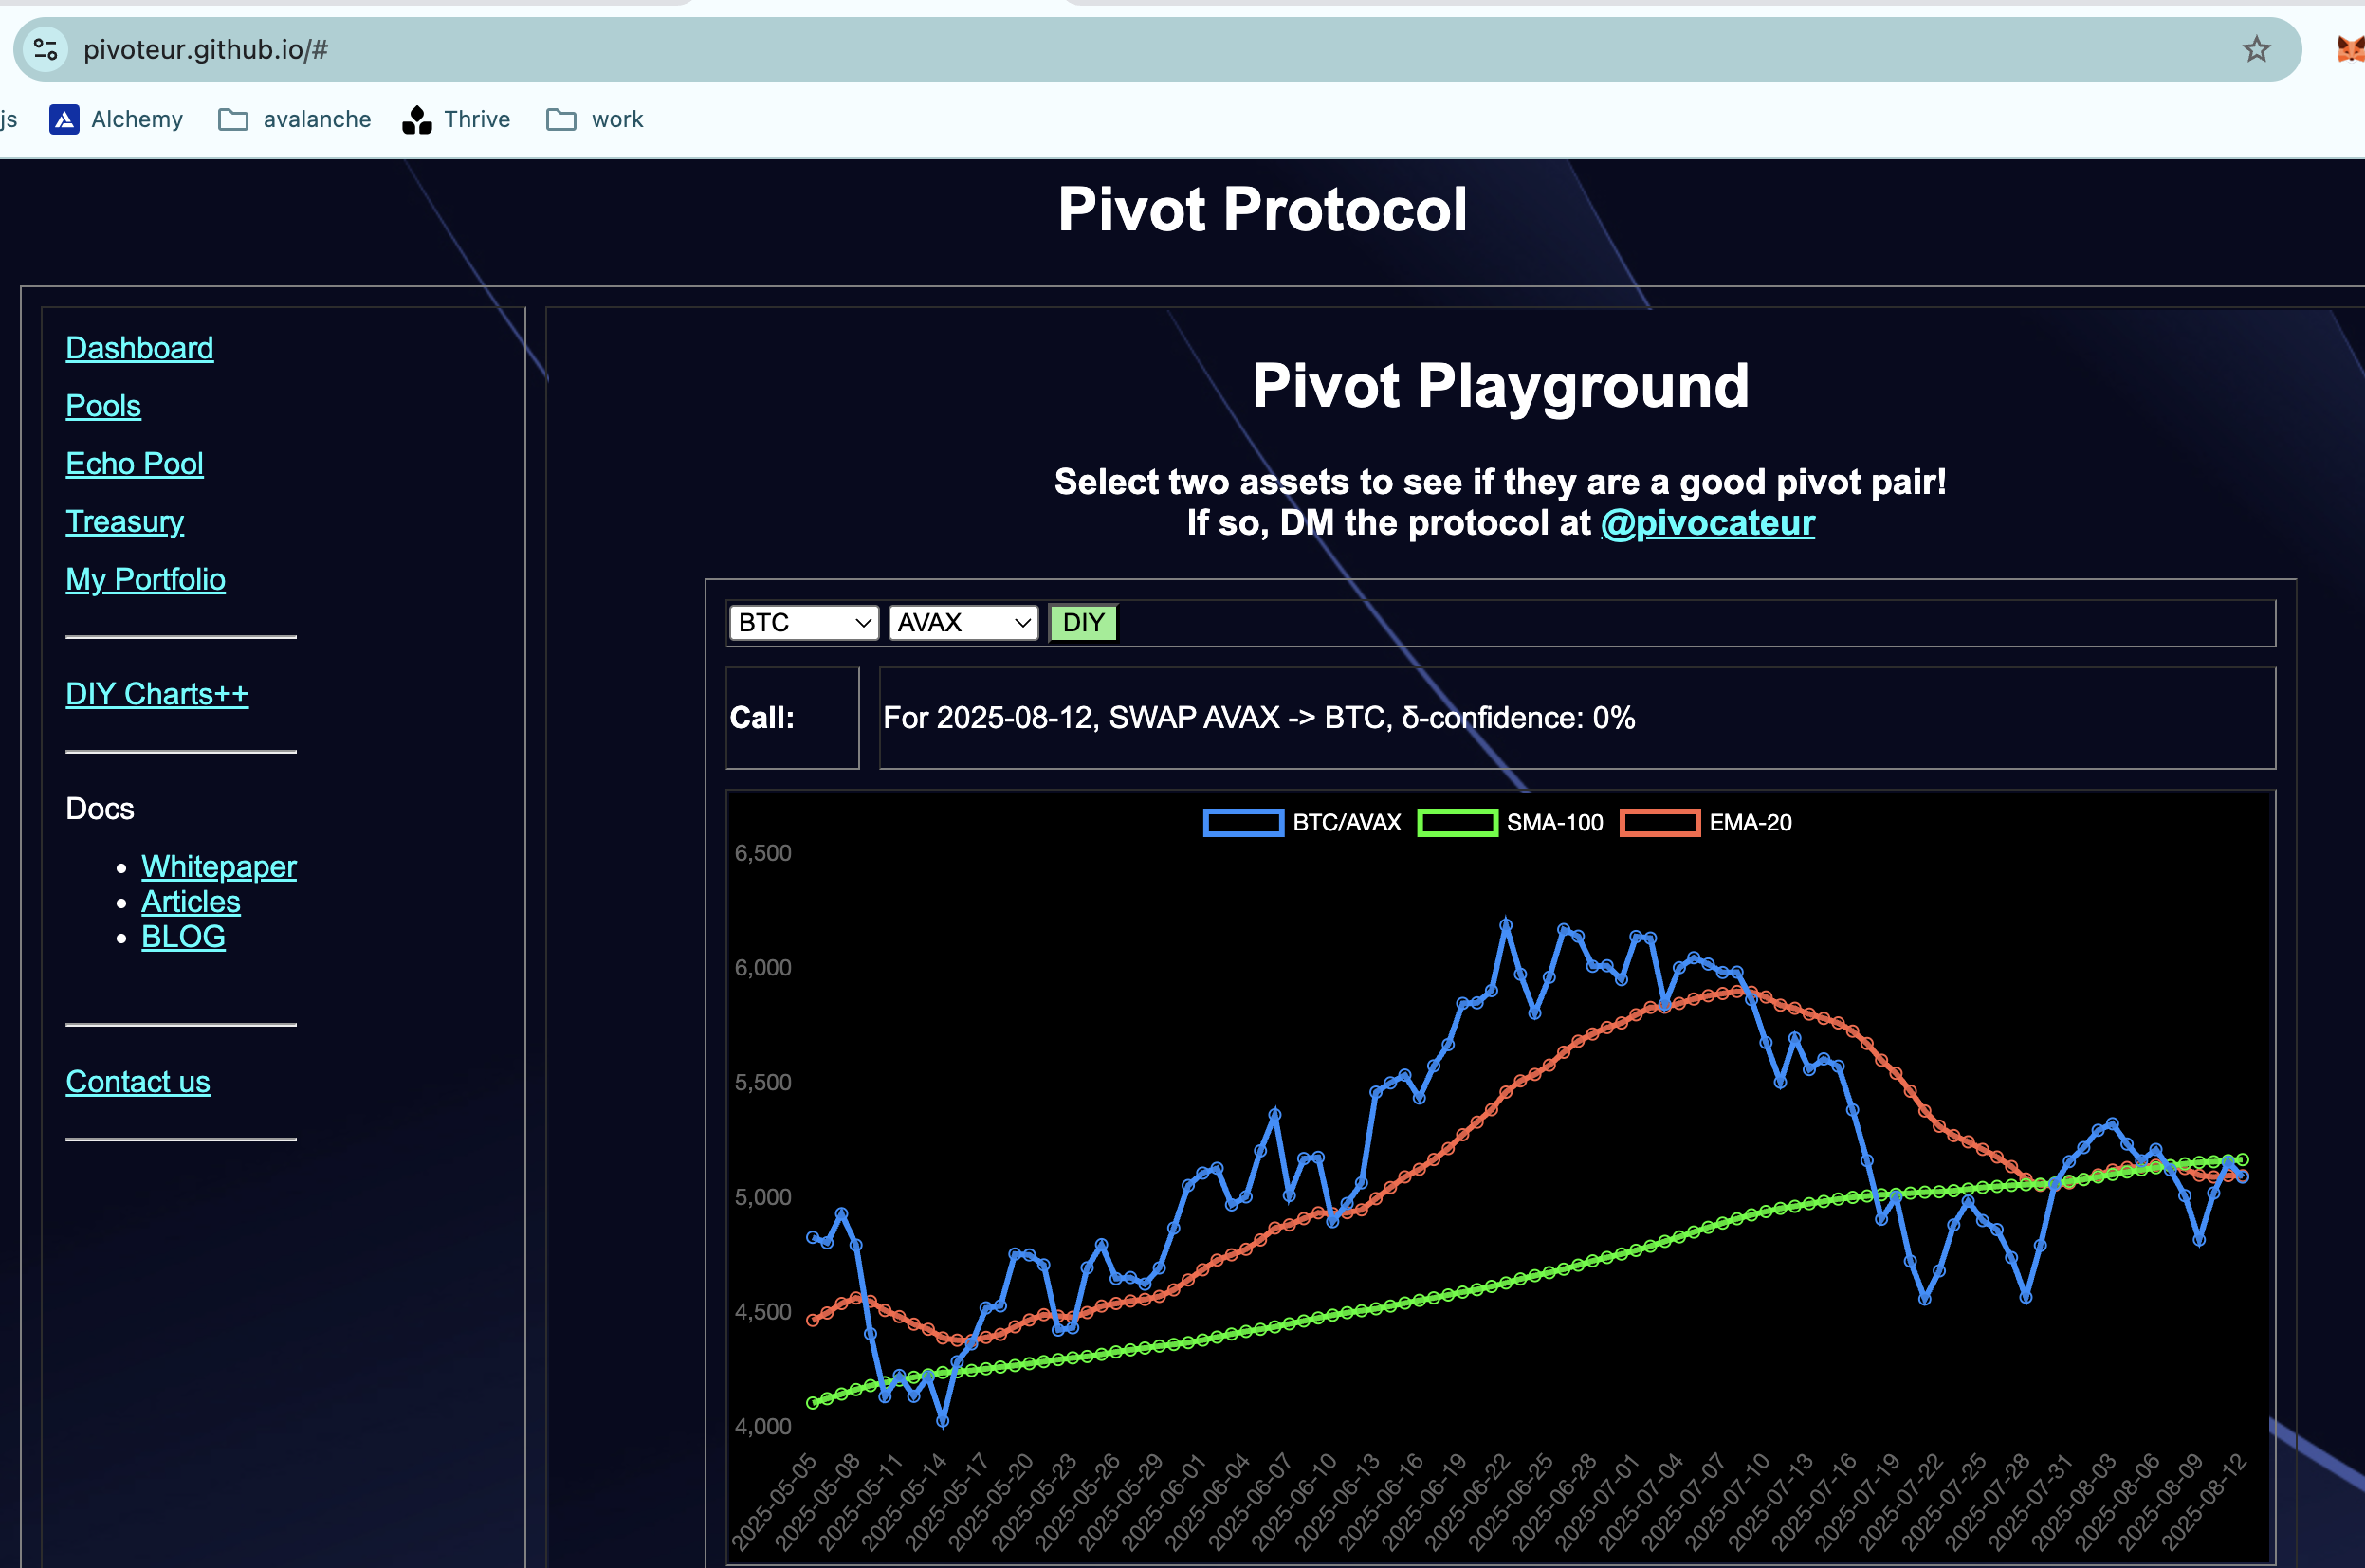 pivoteur.github.io/#
js Alchemy avalanche Thrive work
Pivot Protocol
Dashboard
Pools
Echo Pool
Treasury
My Portfolio
DIY Charts++
Docs
Whitepaper
Articles
BLOG
Contact us
Pivot Playground
Select two assets to see if they are a good pivot pair!
If so, DM the protocol at @pivocateur
BTC AVAX DIY
Call: For 2025-08-12, SWAP AVAX -> BTC, δ-confidence: 0%
BTC/AVAX SMA-100 EMA-20
6,500
6,000
5,500
5,000
4,500
4,000
2025-05-05
2025-05-08
2025-05-11
2025-05-14
2025-05-17
2025-05-20
2025-05-23
2025-05-26
2025-05-29
2025-06-01
2025-06-04
2025-06-07
2025-06-10
2025-06-13
2025-06-16
2025-06-19
2025-06-22
2025-06-25
2025-06-28
2025-07-01
2025-07-04
2025-07-07
2025-07-10
2025-07-13
2025-07-16
2025-07-19
2025-07-22
2025-07-25
2025-07-28
2025-07-31
2025-08-03
2025-08-06
2025-08-09
2025-08-12